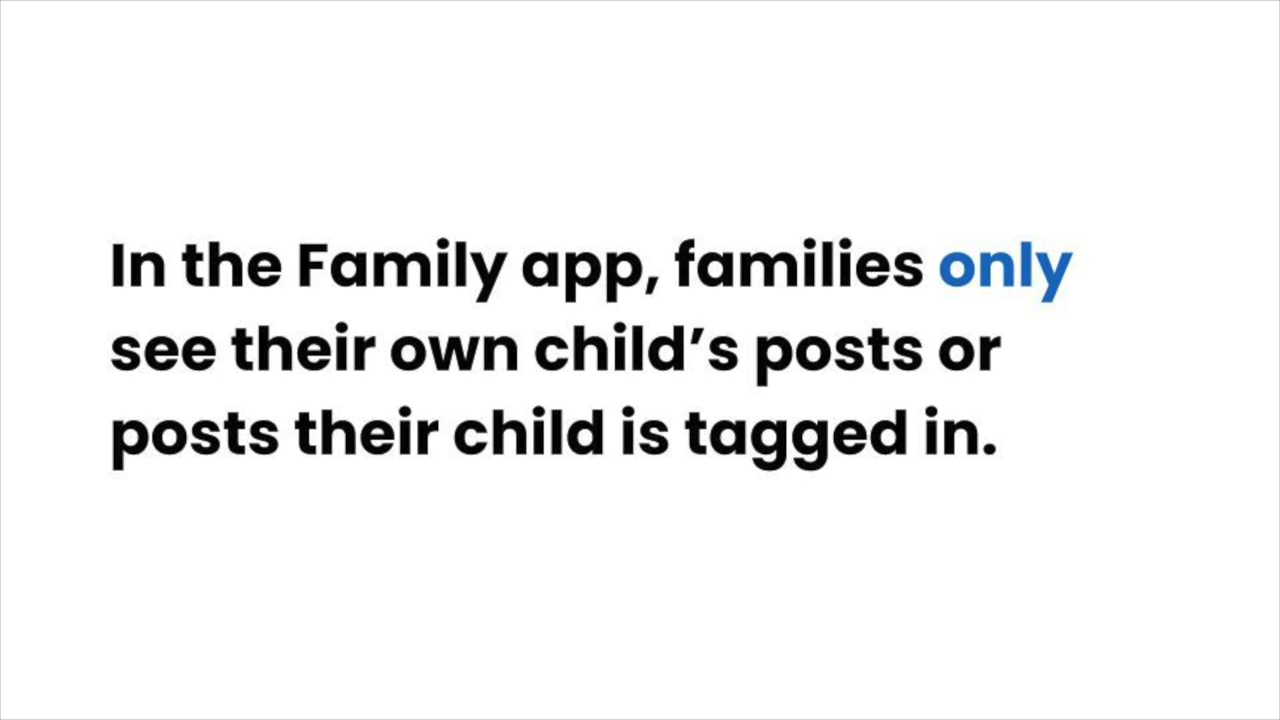 In the Family app, families only
see their own child’s posts or
posts their child is tagged in.